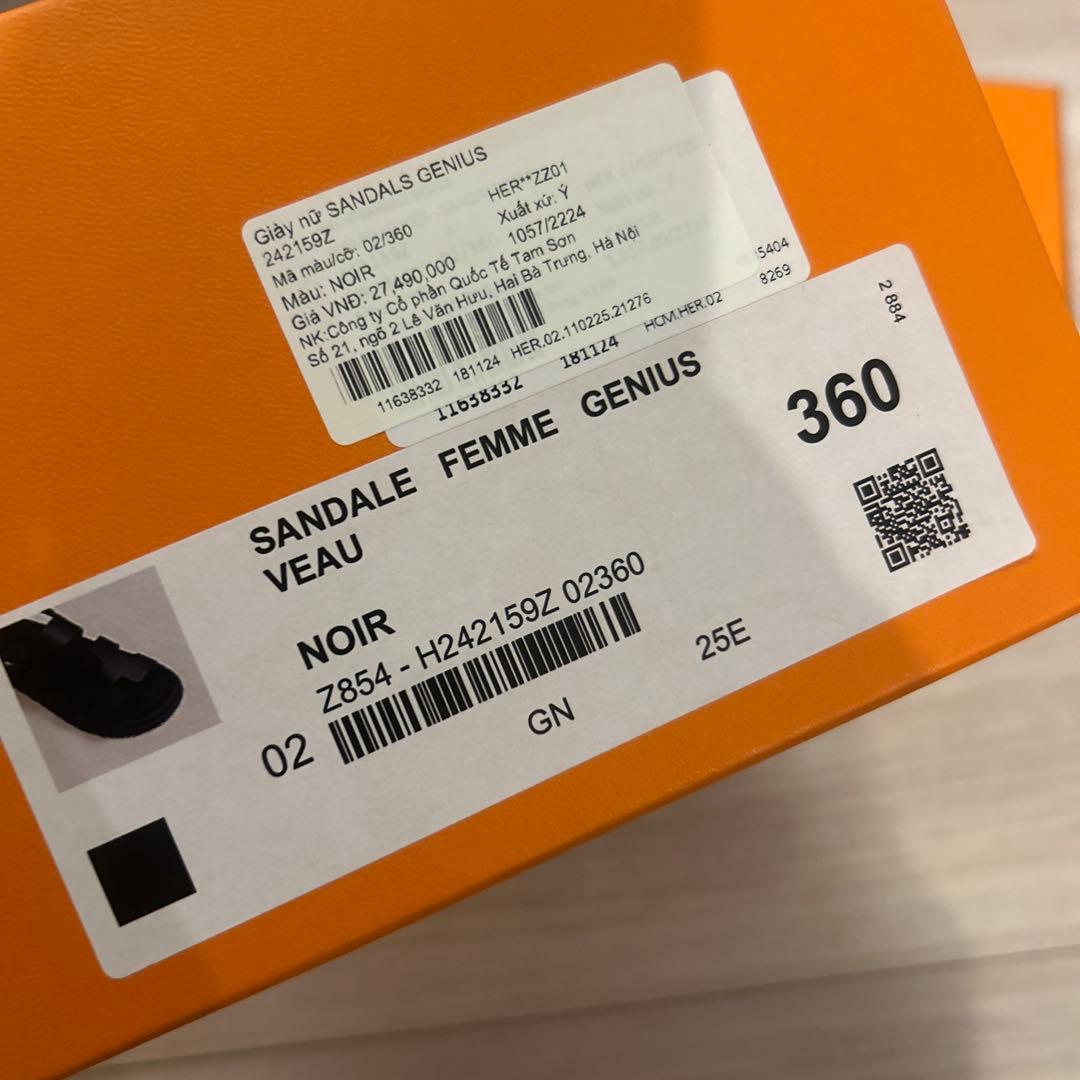 Giày nữ SANDALS GENIUS
242159Z HER**ZZ01
Mã màu/cỡ: 02/360 Xuất xứ: Ý
Màu: NOIR 1057/2224
Giá VNĐ: 27,490,000
NK:Công ty Cổ phần Quốc Tế Tam Sơn
Số 21, ngõ 2 Lê Văn Hưu, Hai Bà Trưng, Hà Nội
11638332 181124 HER.02.110225.21276
5404
8269
11638332 181124 HCM.HER.02
2 884
SANDALE FEMME GENIUS
360
VEAU
NOIR
Z854 - H242159Z 02360
02
GN
25E